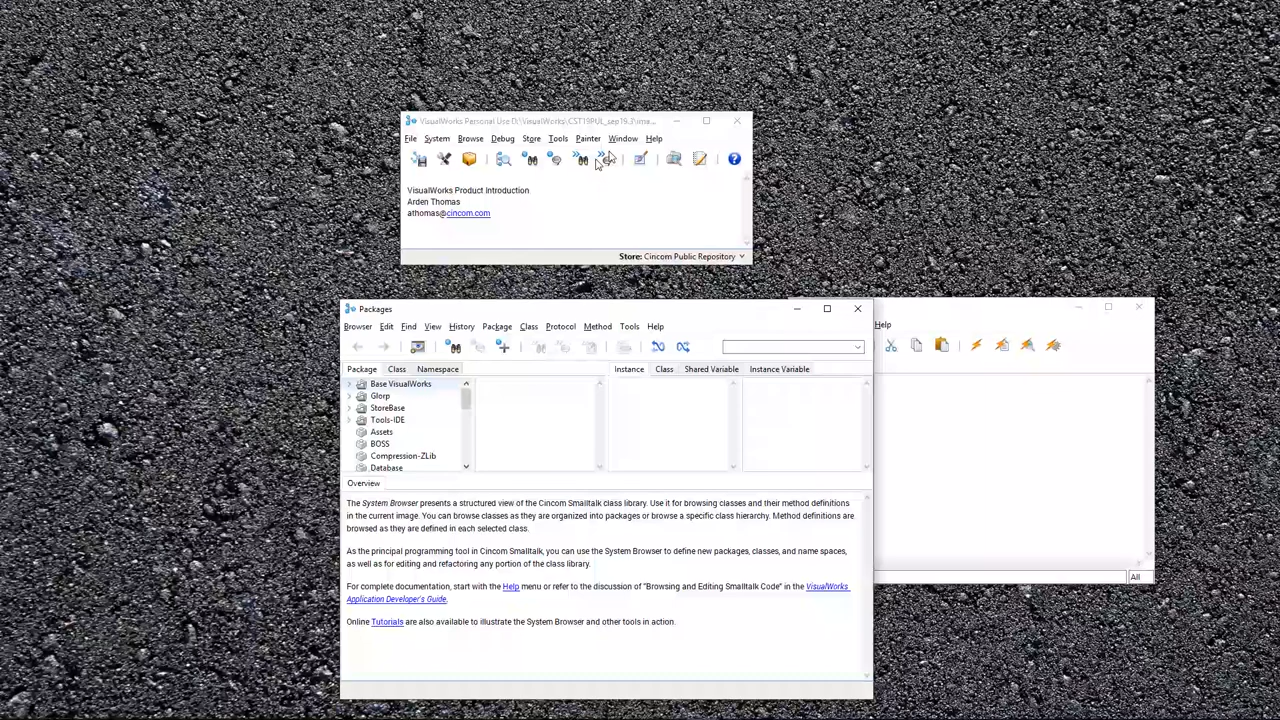 VisualWorks Personal Use D:\VisualWorks\CST19PUL_sep19.3\ima...
File System Browse Debug Store Tools Painter Window Help
VisualWorks Product Introduction
Arden Thomas
athomas@cincom.com
Store: Cincom Public Repository
Packages
Browser Edit Find View History Package Class Protocol Method Tools Help
Help
Package Class Namespace
Instance Class Shared Variable Instance Variable
Base VisualWorks
Glorp
StoreBase
Tools-IDE
Assets
BOSS
Compression-ZLib
Database
Overview
The System Browser presents a structured view of the Cincom Smalltalk class library. Use it for browsing classes and their method definitions
in the current image. You can browse classes as they are organized into packages or browse a specific class hierarchy. Method definitions are
browsed as they are defined in each selected class.
As the principal programming tool in Cincom Smalltalk, you can use the System Browser to define new packages, classes, and name spaces,
as well as for editing and refactoring any portion of the class library.
For complete documentation, start with the Help menu or refer to the discussion of "Browsing and Editing Smalltalk Code" in the VisualWorks
Application Developer's Guide.
Online Tutorials are also available to illustrate the System Browser and other tools in action.
All